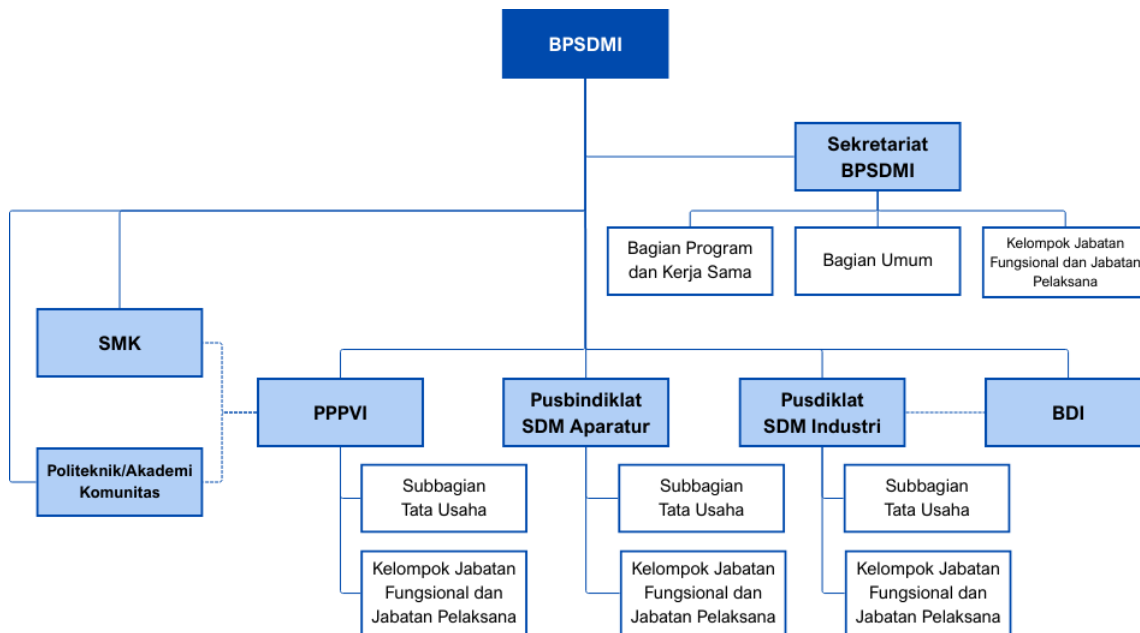 BPSDMI
Sekretariat
BPSDMI
Bagian Program
dan Kerja Sama
Bagian Umum
Kelompok Jabatan
Fungsional dan Jabatan
Pelaksana
SMK
Politeknik/Akademi
Komunitas
PPPVI
Pusbindiklat
SDM Aparatur
Pusdiklat
SDM Industri
BDI
Subbagian
Tata Usaha
Subbagian
Tata Usaha
Subbagian
Tata Usaha
Kelompok Jabatan
Fungsional dan
Jabatan Pelaksana
Kelompok Jabatan
Fungsional dan
Jabatan Pelaksana
Kelompok Jabatan
Fungsional dan
Jabatan Pelaksana